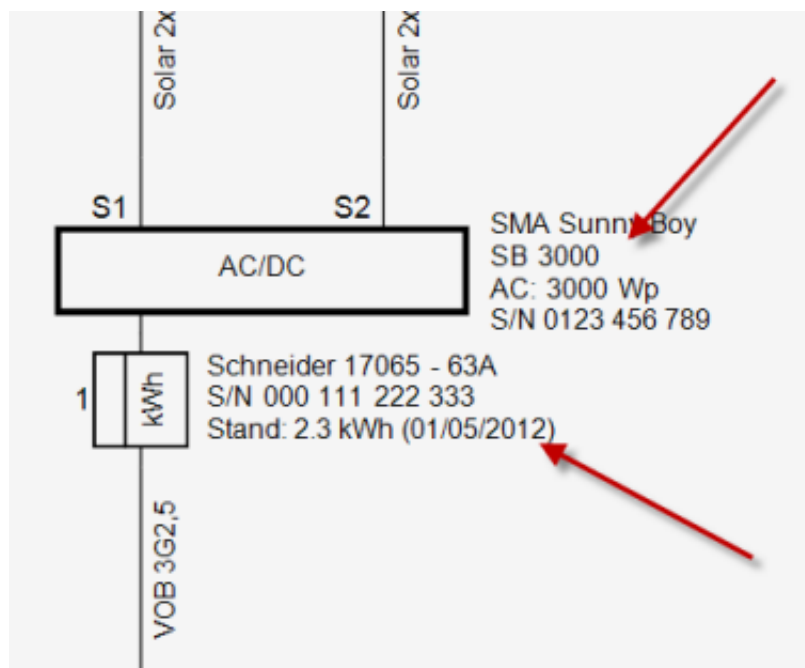 Solar 2x
Solar 2x
S1
S2
AC/DC
SMA Sunny Boy
SB 3000
AC: 3000 Wp
S/N 0123 456 789
1
kWh
Schneider 17065 - 63A
S/N 000 111 222 333
Stand: 2.3 kWh (01/05/2012)
VOB 3G2,5